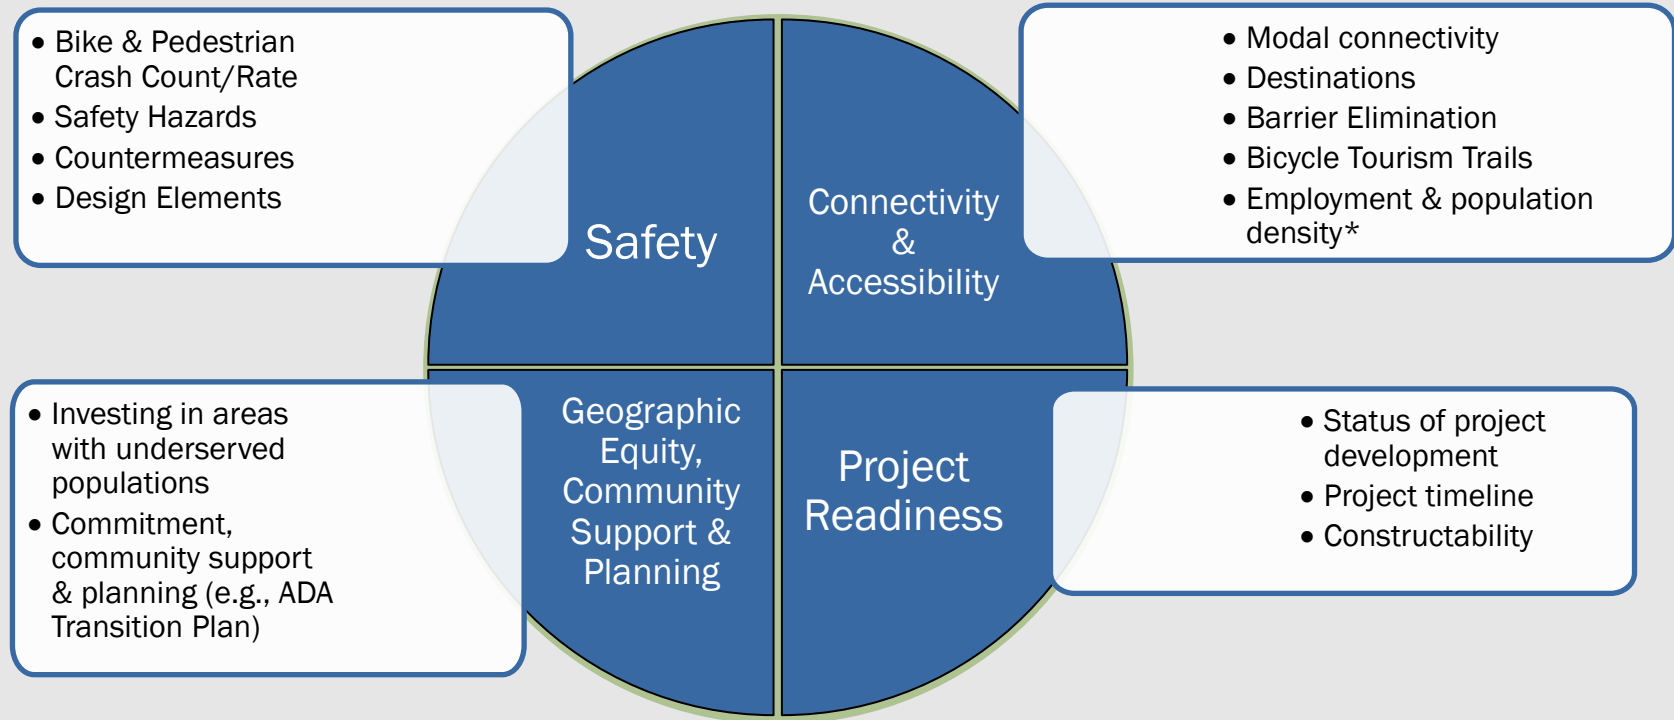 • Bike & Pedestrian
Crash Count/Rate
• Safety Hazards
• Countermeasures
• Design Elements
Safety
Connectivity
&
Accessibility
• Modal connectivity
• Destinations
• Barrier Elimination
• Bicycle Tourism Trails
• Employment & population
density*
• Investing in areas
with underserved
populations
• Commitment,
community support
& planning (e.g., ADA
Transition Plan)
Geographic
Equity,
Community
Support &
Planning
Project
Readiness
• Status of project
development
• Project timeline
• Constructability